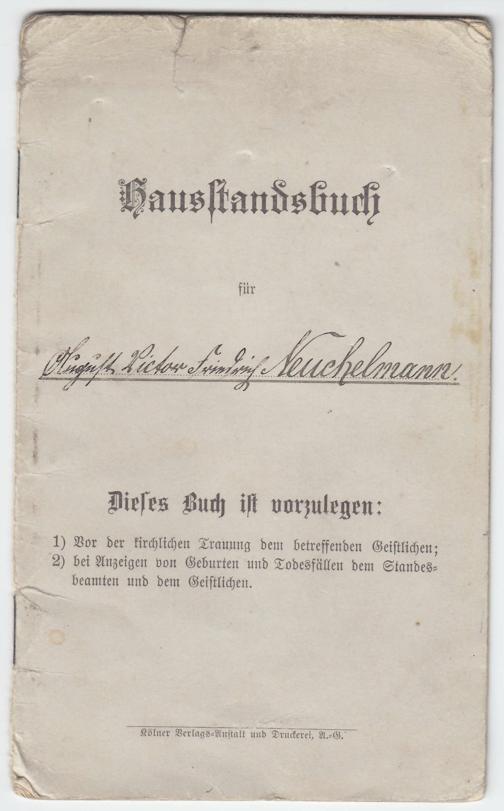 Hausstandsbuch
für
August Victor Friedrich Neuchelmann.
Dieses Buch ist vorzulegen:
1) Vor der kirchlichen Trauung dem betreffenden Geistlichen;
2) bei Anzeigen von Geburten und Todesfällen dem Standes-
beamten und dem Geistlichen.
Kölner Verlags-Anstalt und Druckerei, A.-G.